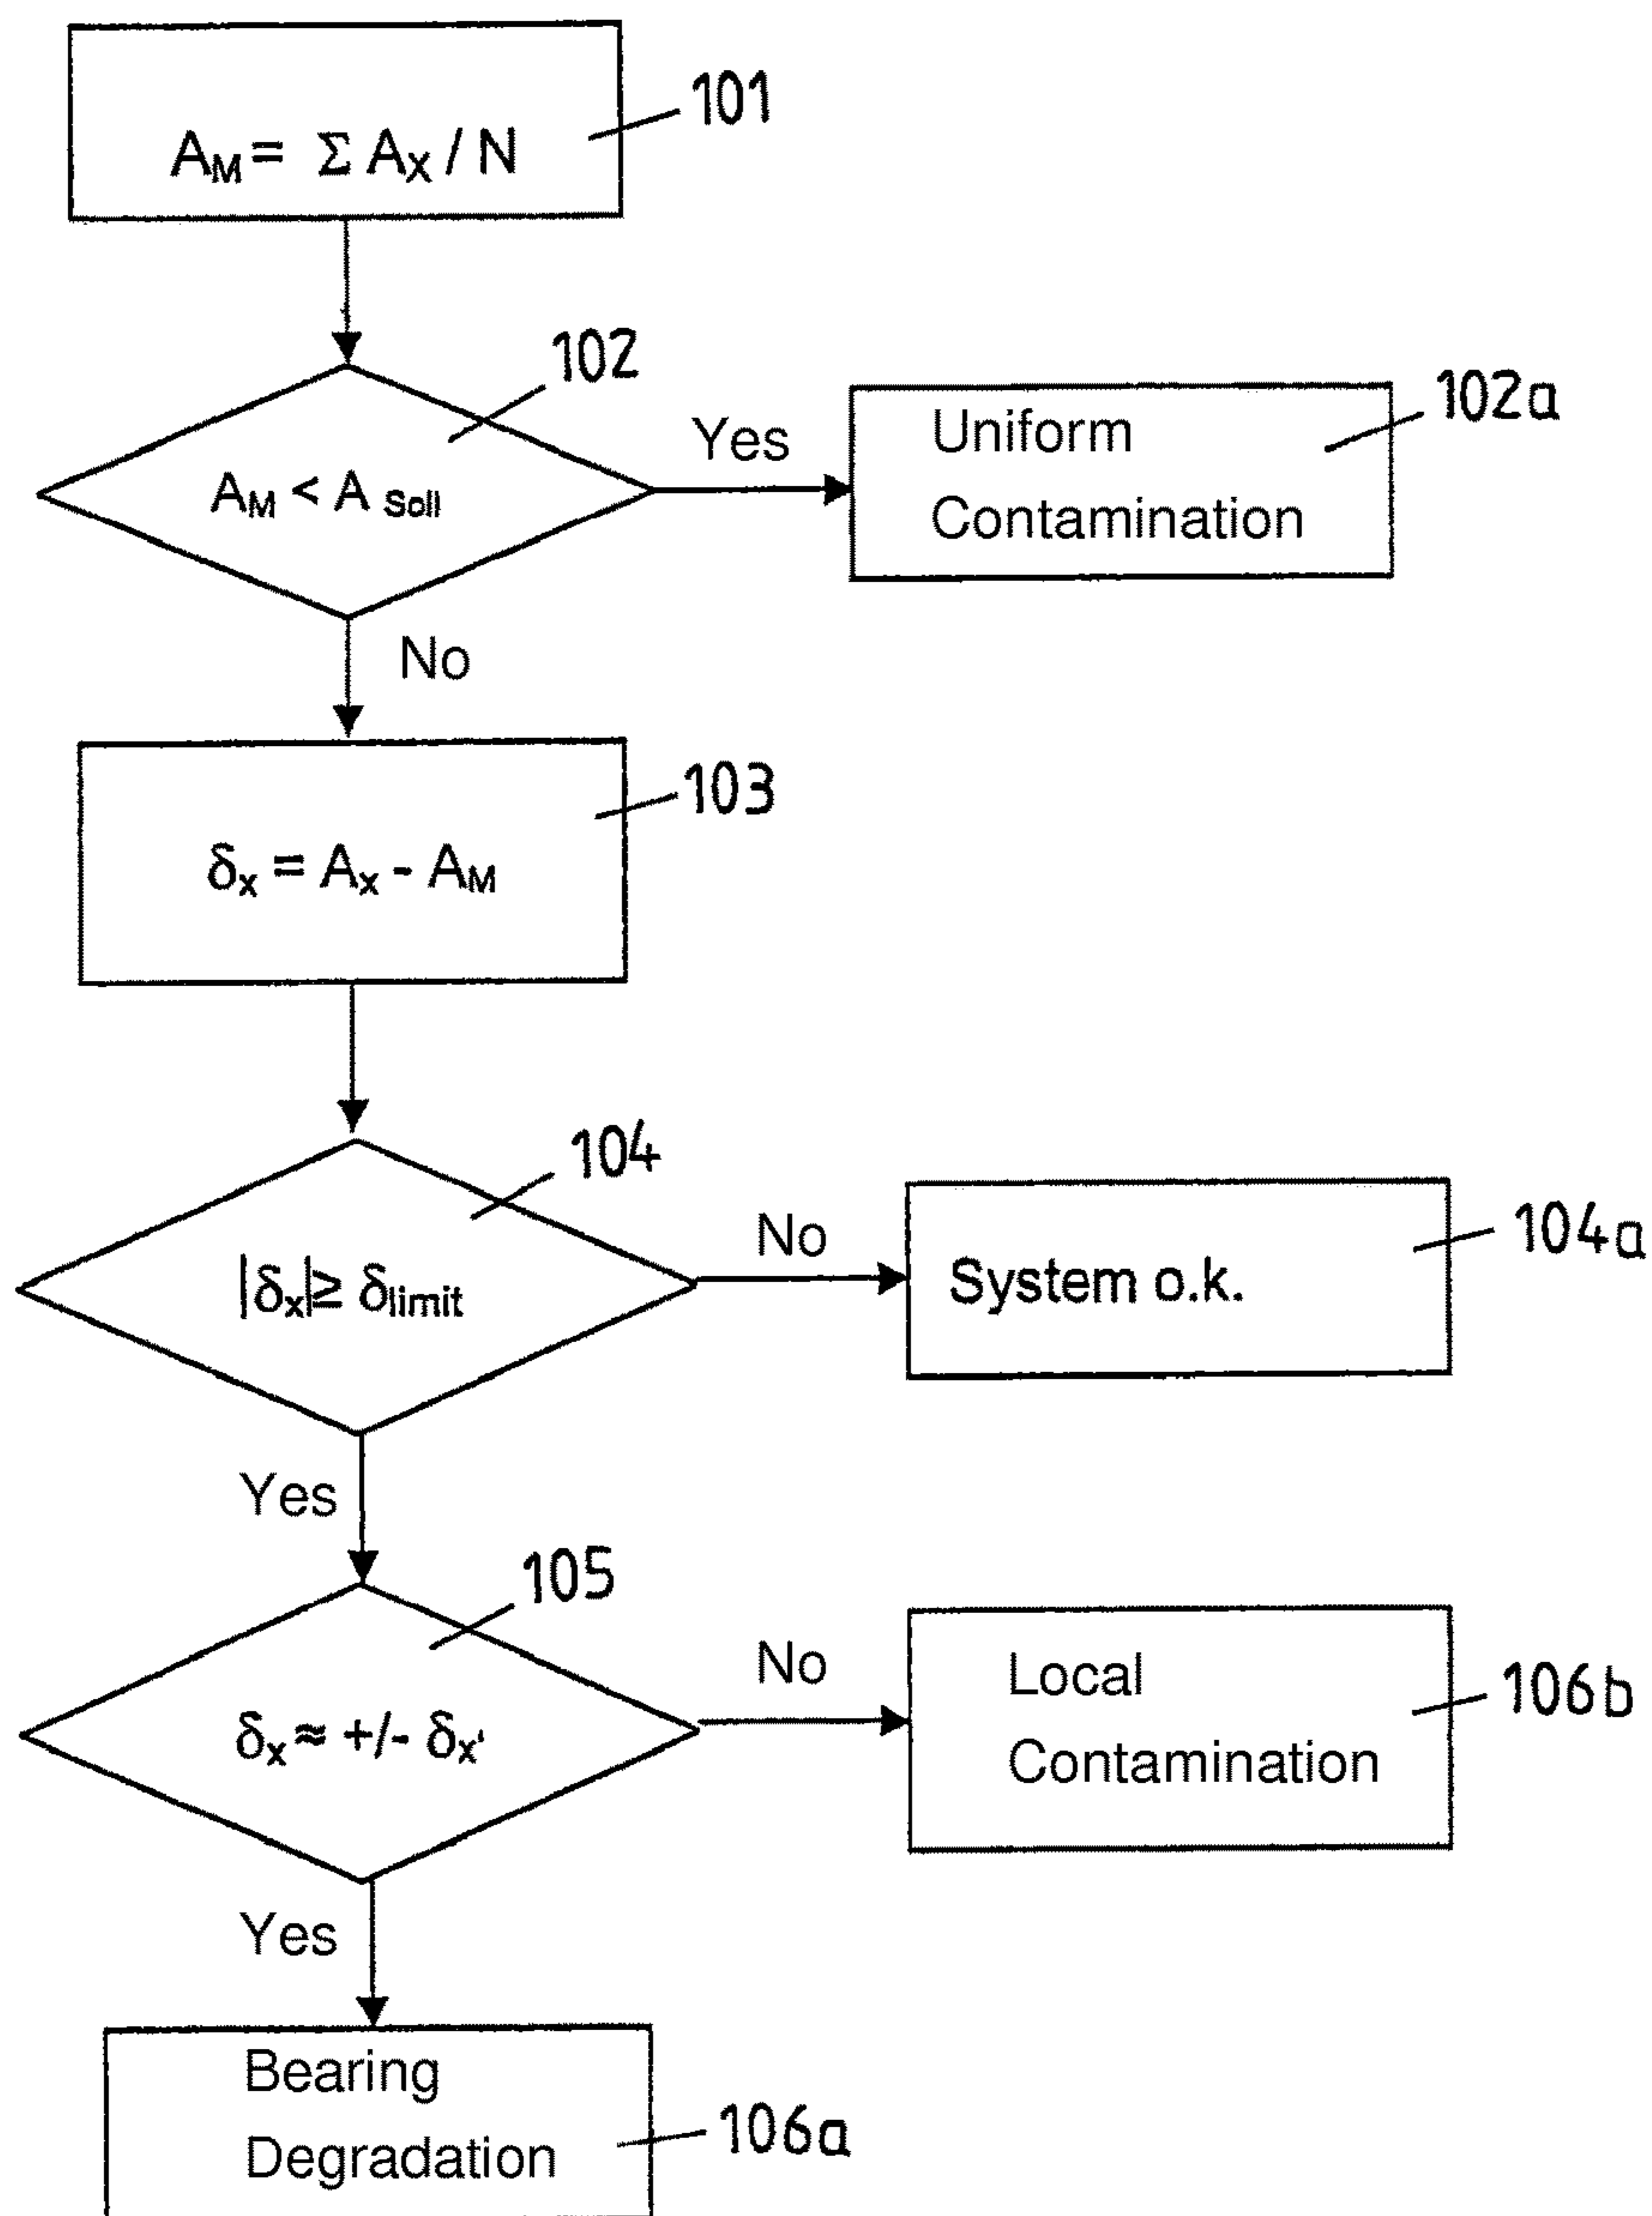 101
A_M = Σ A_X / N
102
A_M < A_Soll
Yes
102a
Uniform
Contamination
No
103
δ_x = A_x - A_M
104
|δ_x| ≥ δ_limit
No
104a
System o.k.
Yes
105
δ_x ≈ +/- δ_x'
No
106b
Local
Contamination
Yes
Bearing
Degradation
106a